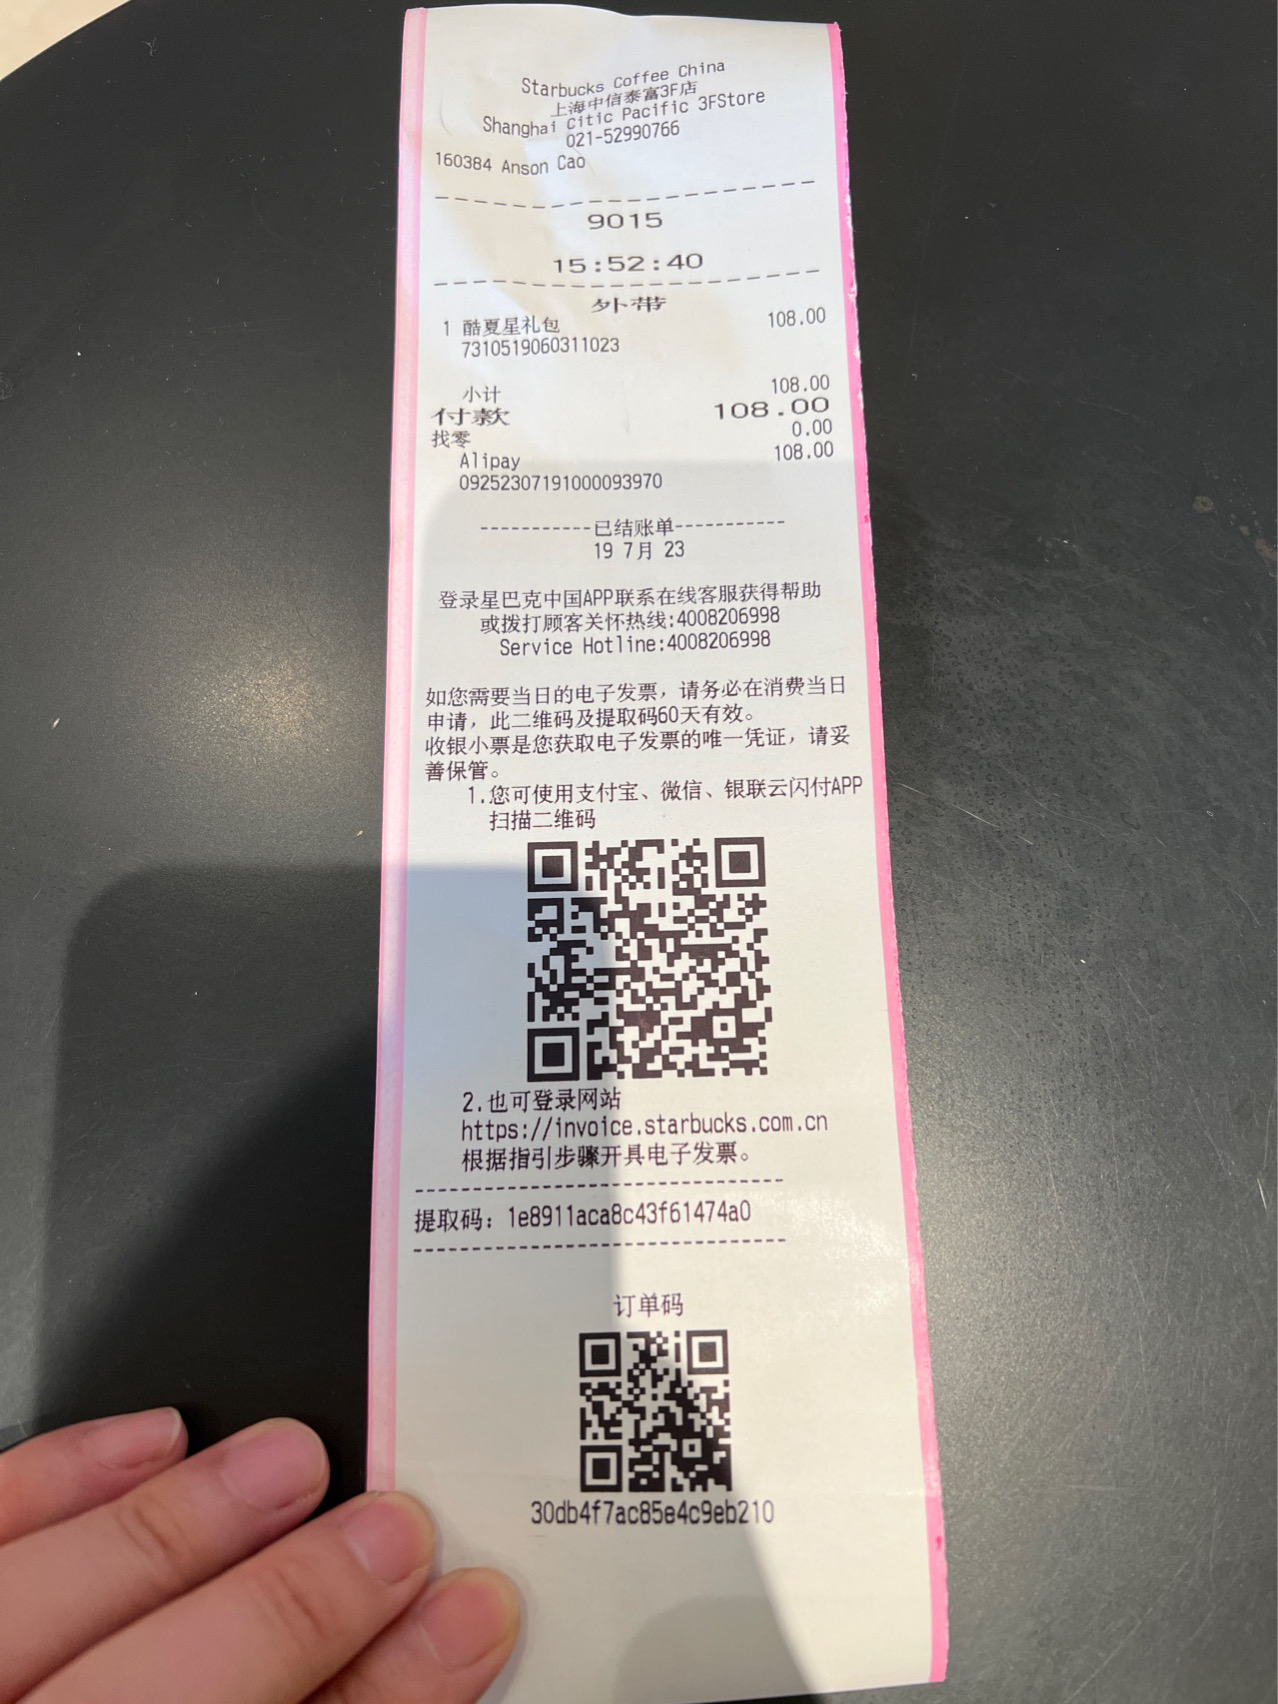 Starbucks Coffee China
上海中信泰富3F店
Shanghai Citic Pacific 3FStore
021-52990766
160384 Anson Cao
9015
15:52:40
外带
1 酷夏星礼包 108.00
7310519060311023
小计 108.00
付款 108.00
找零 0.00
Alipay 108.00
09252307191000093970
-----------已结账单-----------
19 7月 23
登录星巴克中国APP联系在线客服获得帮助
或拨打顾客关怀热线:4008206998
Service Hotline:4008206998
如您需要当日的电子发票，请务必在消费当日
申请，此二维码及提取码60天有效。
收银小票是您获取电子发票的唯一凭证，请妥
善保管。
1.您可使用支付宝、微信、银联云闪付APP
扫描二维码
2.也可登录网站
https://invoice.starbucks.com.cn
根据指引步骤开具电子发票。
提取码：1e8911aca8c43f61474a0
订单码
30db4f7ac85e4c9eb210